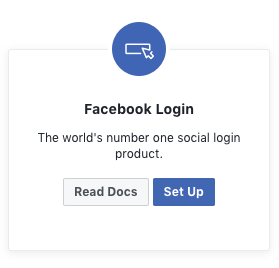 Facebook Login
The world's number one social login
product.
Read Docs
Set Up